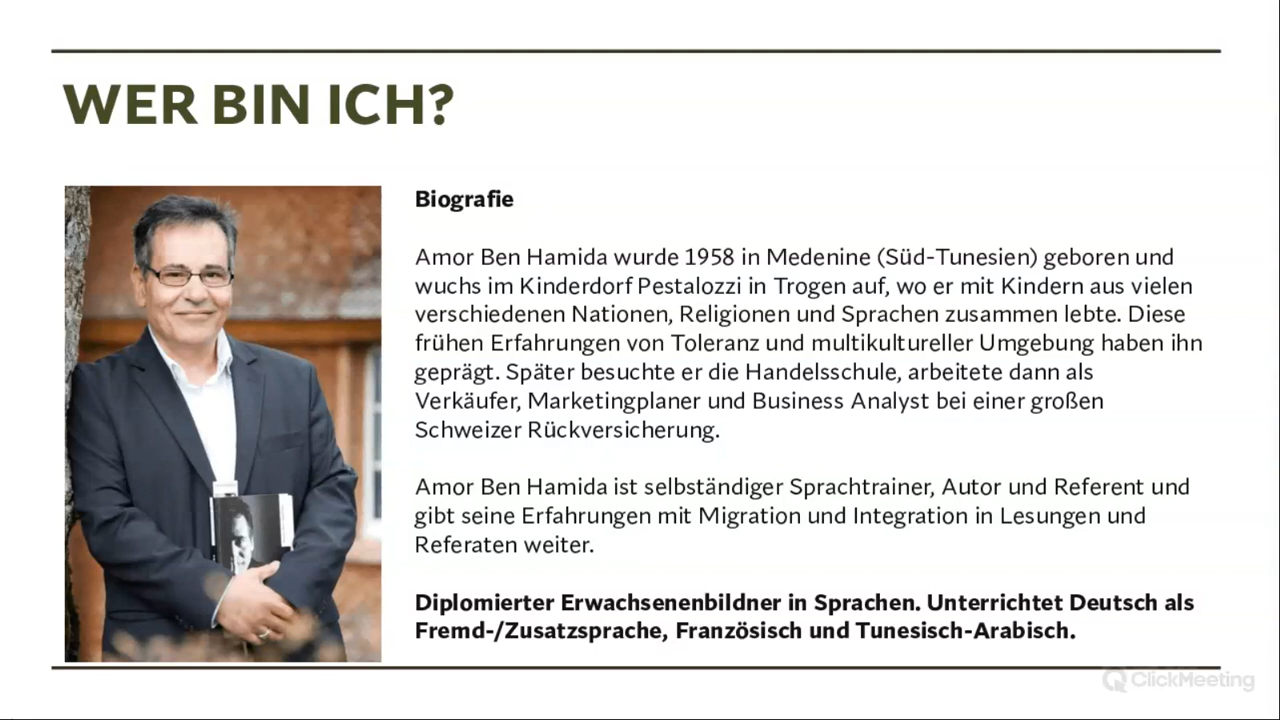 WER BIN ICH?
Biografie
Amor Ben Hamida wurde 1958 in Medenine (Süd-Tunesien) geboren und
wuchs im Kinderdorf Pestalozzi in Trogen auf, wo er mit Kindern aus vielen
verschiedenen Nationen, Religionen und Sprachen zusammen lebte. Diese
frühen Erfahrungen von Toleranz und multikultureller Umgebung haben ihn
geprägt. Später besuchte er die Handelsschule, arbeitete dann als
Verkäufer, Marketingplaner und Business Analyst bei einer großen
Schweizer Rückversicherung.
Amor Ben Hamida ist selbständiger Sprachtrainer, Autor und Referent und
gibt seine Erfahrungen mit Migration und Integration in Lesungen und
Referaten weiter.
Diplomierter Erwachsenenbildner in Sprachen. Unterrichtet Deutsch als
Fremd-/Zusatzsprache, Französisch und Tunesisch-Arabisch.
ClickMeeting